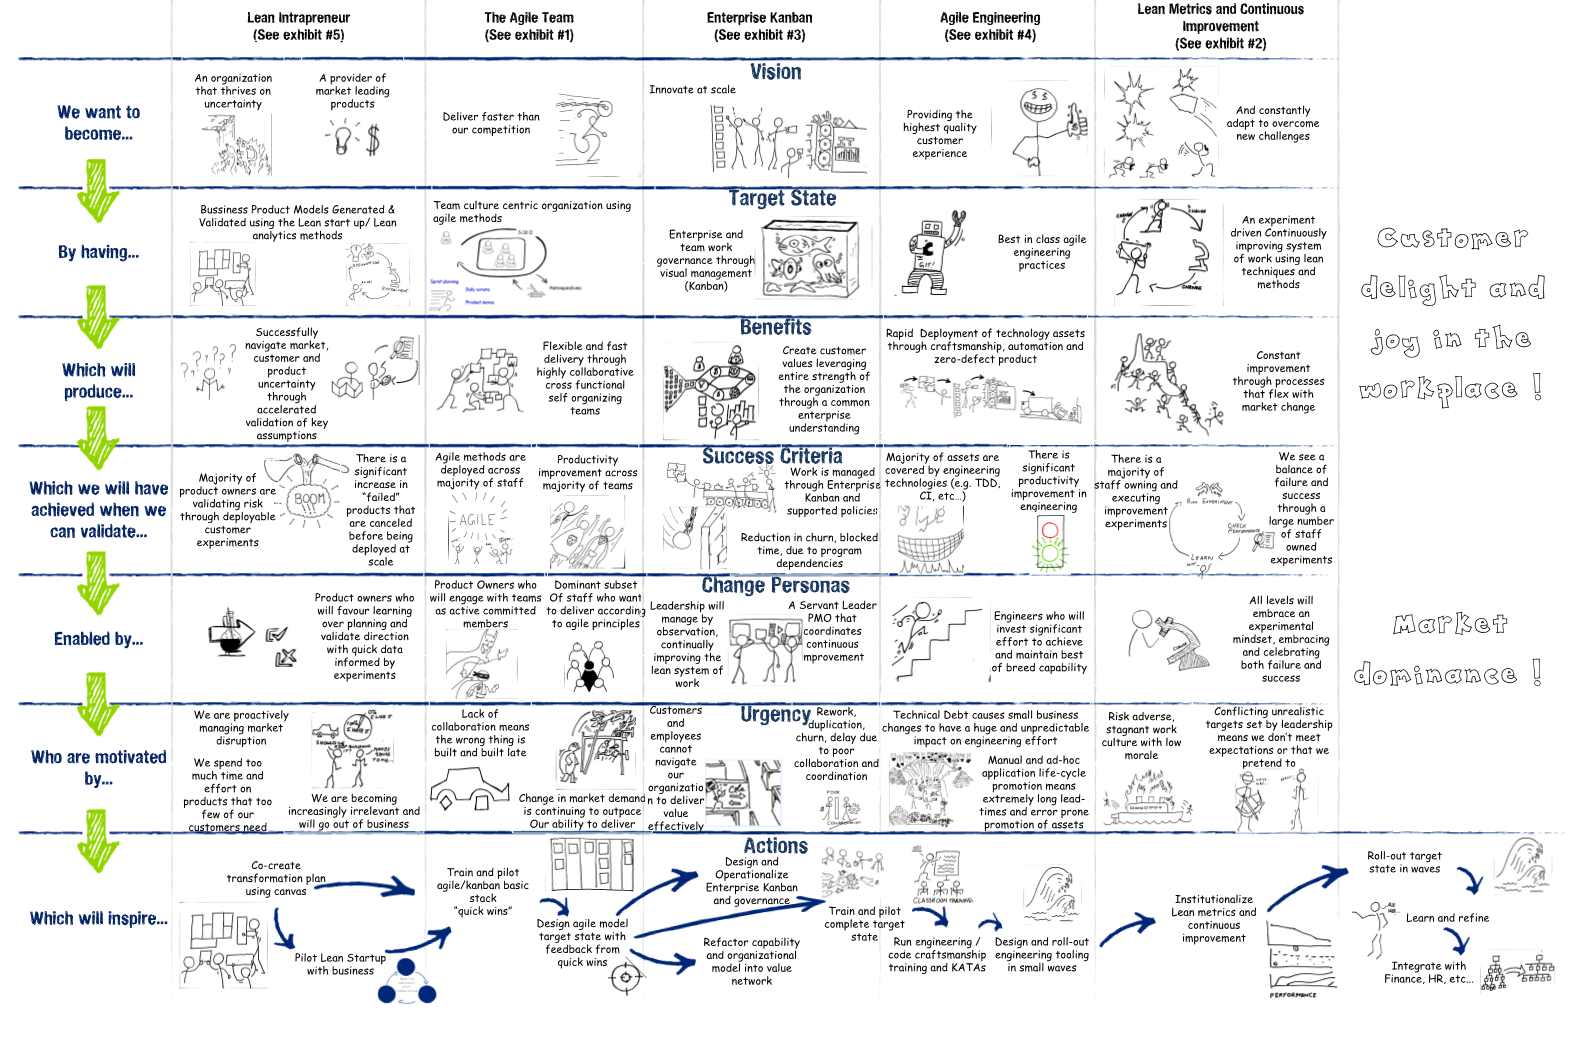 Lean Intrapreneur
(See exhibit #5)
The Agile Team
(See exhibit #1)
Enterprise Kanban
(See exhibit #3)
Agile Engineering
(See exhibit #4)
Lean Metrics and Continuous
Improvement
(See exhibit #2)
Vision
We want to
become...
An organization
that thrives on
uncertainty
A provider of
market leading
products
Deliver faster than
our competition
Innovate at scale
IT
Providing the
highest quality
customer
experience
And constantly
adapt to overcome
new challenges
Target State
By having...
Bussiness Product Models Generated &
Validated using the Lean start up/ Lean
analytics methods
Team culture centric organization using
agile methods
Sprint planning
Daily scrums
Product demos
Retrospectives
Enterprise and
team work
governance through
visual management
(Kanban)
Best in class agile
engineering
practices
An experiment
driven Continuously
improving system
of work using lean
techniques and
methods
Benefits
Which will
produce...
Successfully
navigate market,
customer and
product
uncertainty
through
accelerated
validation of key
assumptions
? ? ? ?
Flexible and fast
delivery through
highly collaborative
cross functional
self organizing
teams
Create customer
values leveraging
entire strength of
the organization
through a common
enterprise
understanding
Rapid Deployment of technology assets
through craftsmanship, automation and
zero-defect product
Constant
improvement
through processes
that flex with
market change
Customer
delight and
joy in the
workplace !
Success Criteria
Which we will have
achieved when we
can validate...
Majority of
product owners are
validating risk
through deployable
customer
experiments
BOOM
There is a
significant
increase in
"failed"
products that
are canceled
before being
deployed at
scale
Agile methods are
deployed across
majority of staff
AGILE
Productivity
improvement across
majority of teams
Work is managed
through Enterprise
Kanban and
supported policies
Reduction in churn, blocked
time, due to program
dependencies
Majority of assets are
covered by engineering
technologies (e.g. TDD,
CI, etc...)
There is
significant
productivity
improvement in
engineering
There is a
majority of
staff owning and
executing
improvement
experiments
RUN EXPERIMENT
CHECK
PERFORMANCE
LEARN
We see a
balance of
failure and
success
through a
large number
of staff
owned
experiments
Change Personas
Enabled by...
Product owners who
will favour learning
over planning and
validate direction
with quick data
informed by
experiments
Product Owners who
will engage with teams
as active committed
members
Dominant subset
Of staff who want
to deliver according
to agile principles
Leadership will
manage by
observation,
continually
improving the
lean system of
work
A Servant Leader
PMO that
coordinates
continuous
improvement
Engineers who will
invest significant
effort to achieve
and maintain best
of breed capability
All levels will
embrace an
experimental
mindset, embracing
and celebrating
both failure and
success
Market
dominance !
Urgency
Who are motivated
by...
We are proactively
managing market
disruption
We spend too
much time and
effort on
products that too
few of our
customers need
We are becoming
increasingly irrelevant and
will go out of business
Lack of
collaboration means
the wrong thing is
built and built late
Change in market demand
is continuing to outpace
Our ability to deliver
Customers
and
employees
cannot
navigate
our
organizatio
n to deliver
value
effectively
Rework,
duplication,
churn, delay due
to poor
collaboration and
coordination
POOR
COLLABORATION
Technical Debt causes small business
changes to have a huge and unpredictable
impact on engineering effort
Manual and ad-hoc
application life-cycle
promotion means
extremely long lead-
times and error prone
promotion of assets
Risk adverse,
stagnant work
culture with low
morale
Conflicting unrealistic
targets set by leadership
means we don't meet
expectations or that we
pretend to
Actions
Which will inspire...
Co-create
transformation plan
using canvas
Pilot Lean Startup
with business
Train and pilot
agile/kanban basic
stack
"quick wins"
Design agile model
target state with
feedback from
quick wins
Design and
Operationalize
Enterprise Kanban
and governance
Refactor capability
and organizational
model into value
network
Train and pilot
complete target
state
CLASSROOM TRAINING
Run engineering /
code craftsmanship
training and KATAs
Design and roll-out
engineering tooling
in small waves
Institutionalize
Lean metrics and
continuous
improvement
PERFORMANCE
Roll-out target
state in waves
Learn and refine
Integrate with
Finance, HR, etc...